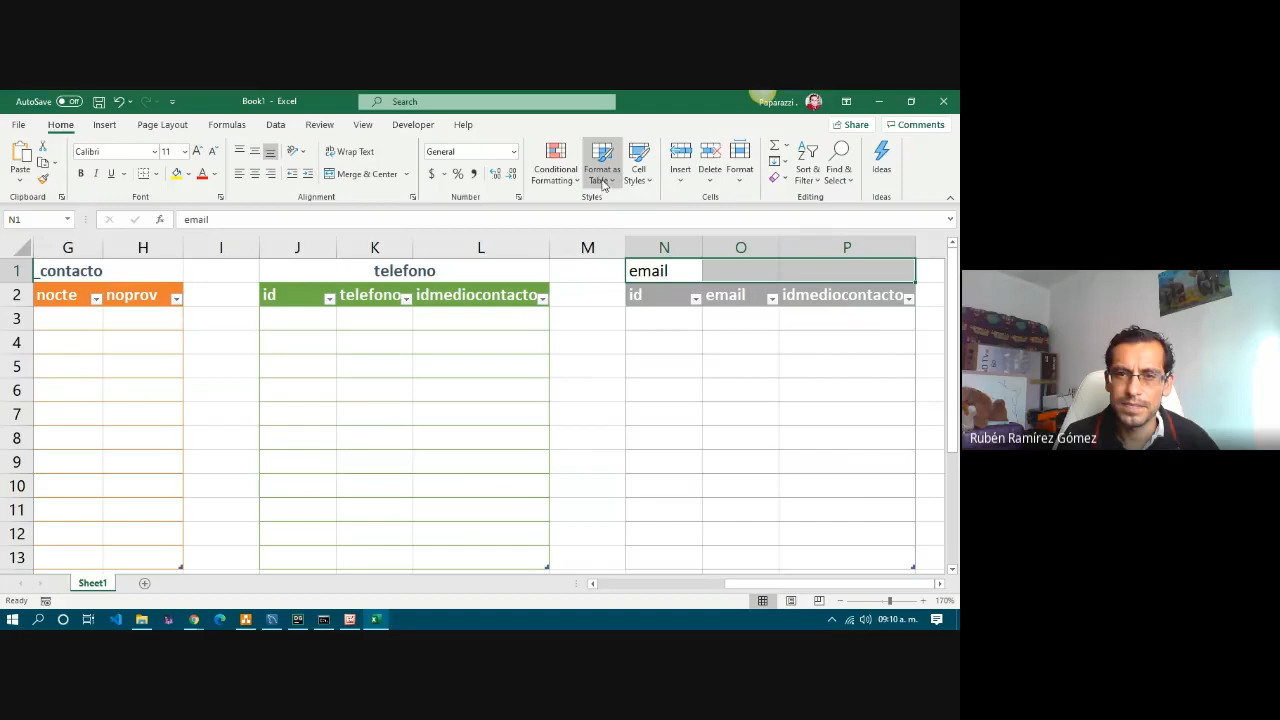 AutoSave Off
Book1 - Excel
Search
Paparazzi .
File Home Insert Page Layout Formulas Data Review View Developer Help
Share Comments
Paste
Calibri 11
Wrap Text
Merge & Center
General
Conditional Formatting
Format as Table
Cell Styles
Insert Delete Format
Sort & Filter
Find & Select
Ideas
Clipboard Font Alignment Number Styles Cells Editing Ideas
N1 fx email
G H I J K L M N O P
1 _contacto telefono email
2 nocte noprov id telefono idmediocontacto id email idmediocontacto
3
4
5
6
7
8
9
10
11
12
13
Sheet1
Ready 170%
09:10 a. m.
Rubén Ramírez Gómez